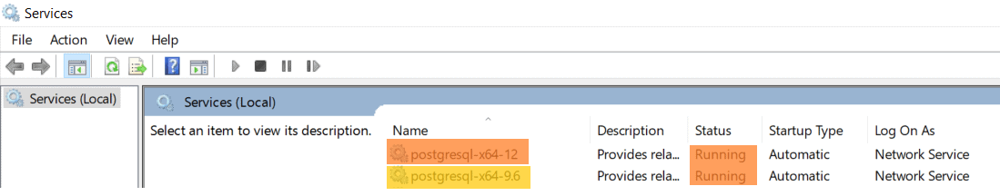 Services
File Action View Help
Services (Local)
Services (Local)
Select an item to view its description.
Name Description Status Startup Type Log On As
postgresql-x64-12 Provides rela... Running Automatic Network Service
postgresql-x64-9.6 Provides rela... Running Automatic Network Service